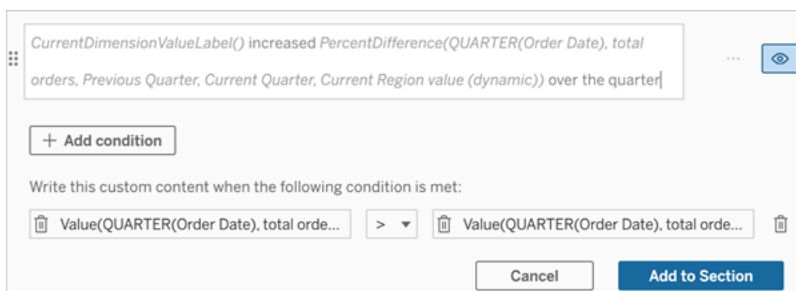 CurrentDimensionValueLabel() increased PercentDifference(QUARTER(Order Date), total
orders, Previous Quarter, Current Quarter, Current Region value (dynamic)) over the quarter
+ Add condition
Write this custom content when the following condition is met:
Value(QUARTER(Order Date), total orde... > Value(QUARTER(Order Date), total orde...
Cancel Add to Section